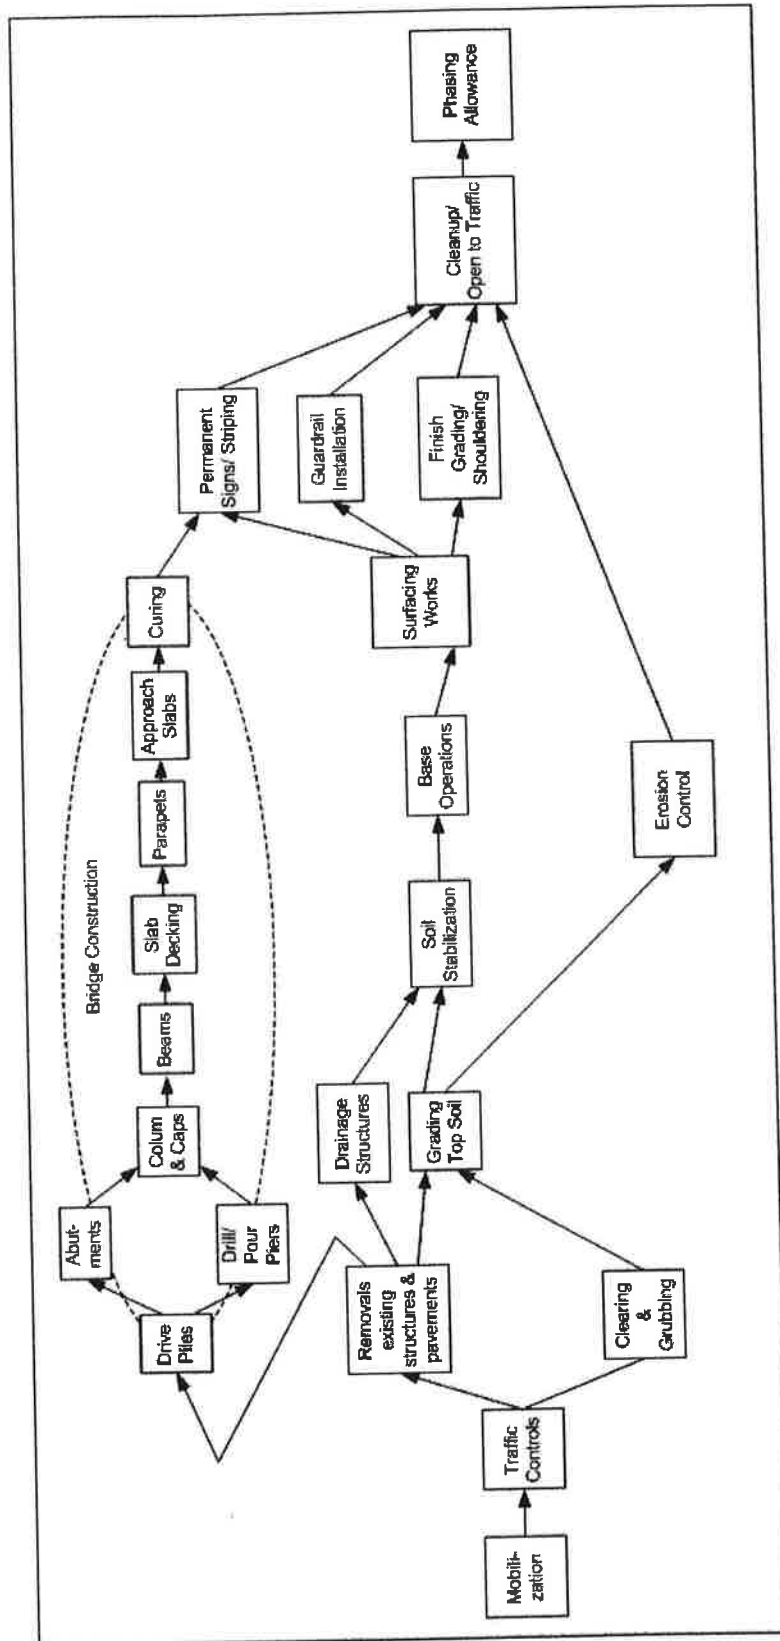 Mobili-
zation
Traffic
Controls
Removals
existing
structures &
pavements
Clearing
&
Grubbing
Drive
Piles
Abut-
ments
Drill/
Pour
Piers
Colum
& Caps
Beams
Slab
Decking
Parapets
Approach
Slabs
Curing
Bridge Construction
Drainage
Structures
Grading
Top Soil
Soil
Stabilization
Base
Operations
Surfacing
Works
Erosion
Control
Permanent
Signs/ Striping
Guardrail
Installation
Finish
Grading/
Shouldering
Cleanup/
Open to Traffic
Phasing
Allowance